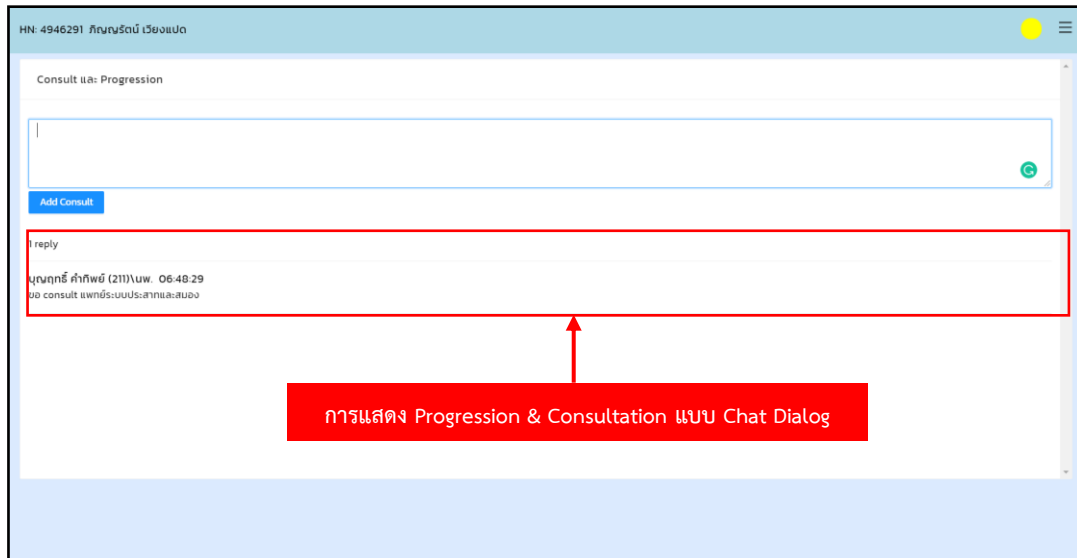 HN: 4946291 ภิญญรัตน์ เวียงแปด
Consult และ Progression
Add Consult
1 reply
บุญฤทธิ์ คำทิพย์ (211)\นพ. 06:48:29
ขอ consult แพทย์ระบบประสาทและสมอง
การแสดง Progression & Consultation แบบ Chat Dialog